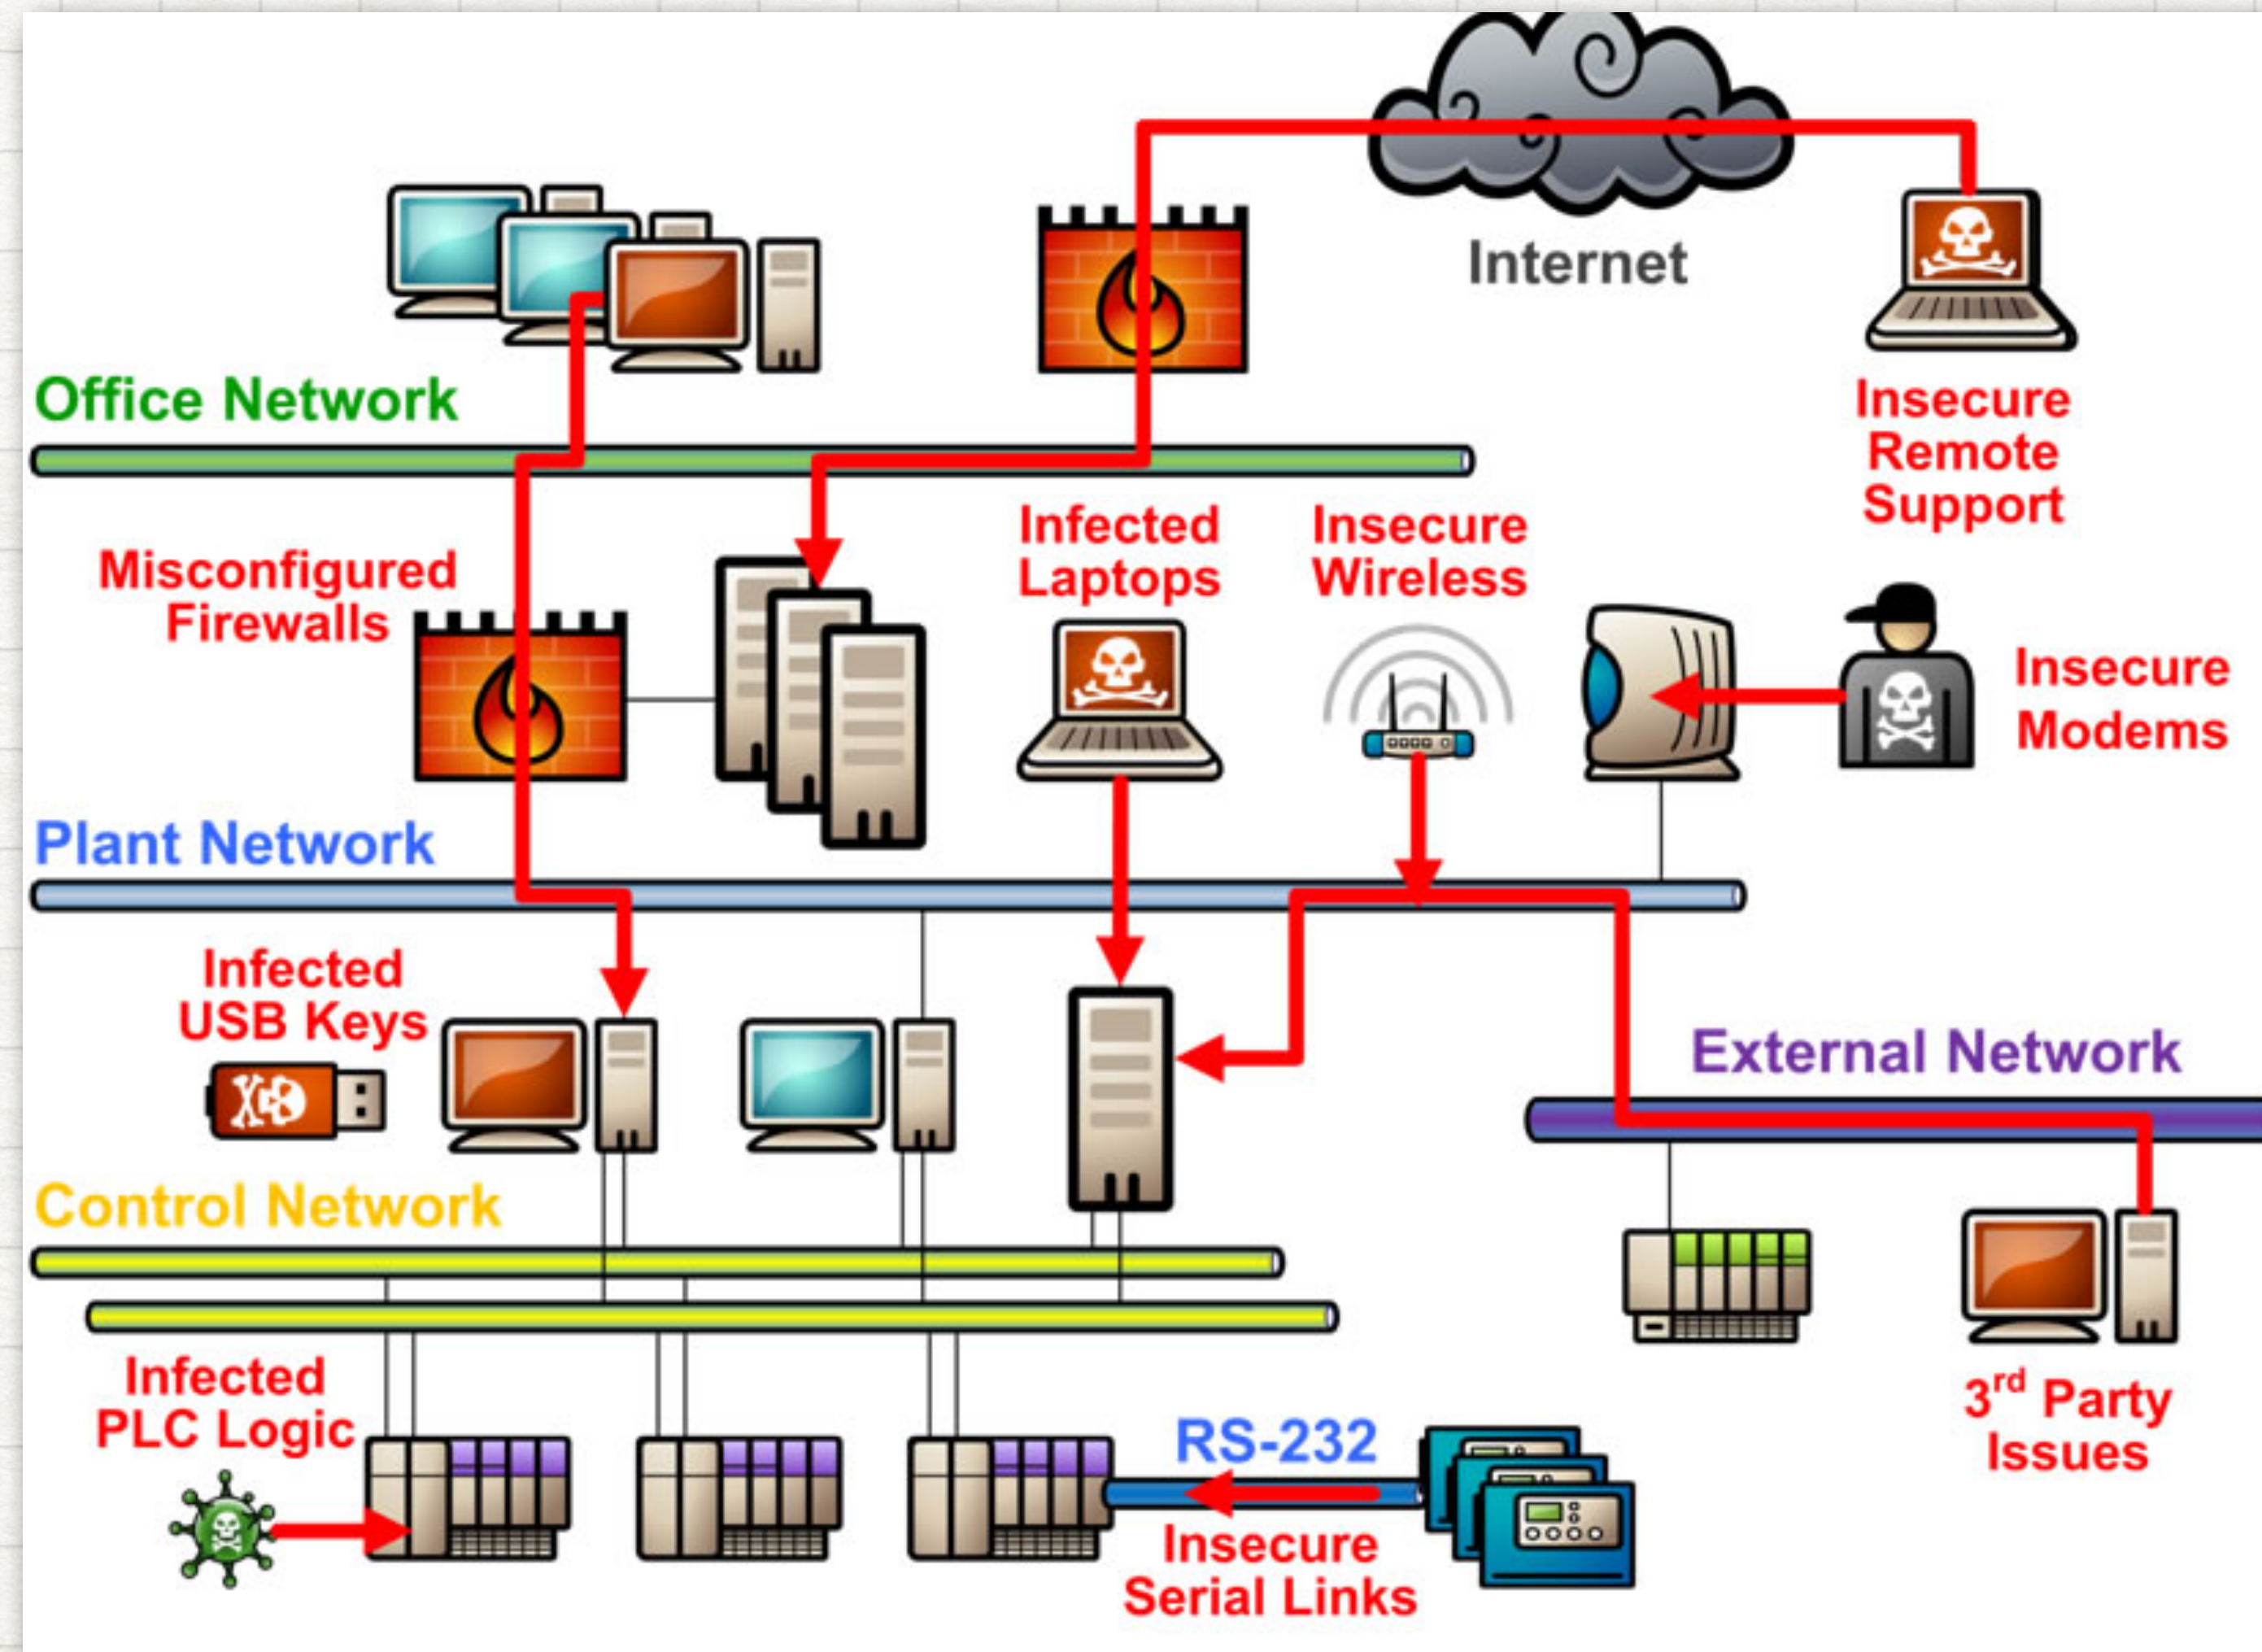 Internet
Office Network
Insecure
Remote
Support
Misconfigured
Firewalls
Infected
Laptops
Insecure
Wireless
Insecure
Modems
Plant Network
Infected
USB Keys
External Network
Control Network
Infected
PLC Logic
RS-232
Insecure
Serial Links
3rd Party
Issues